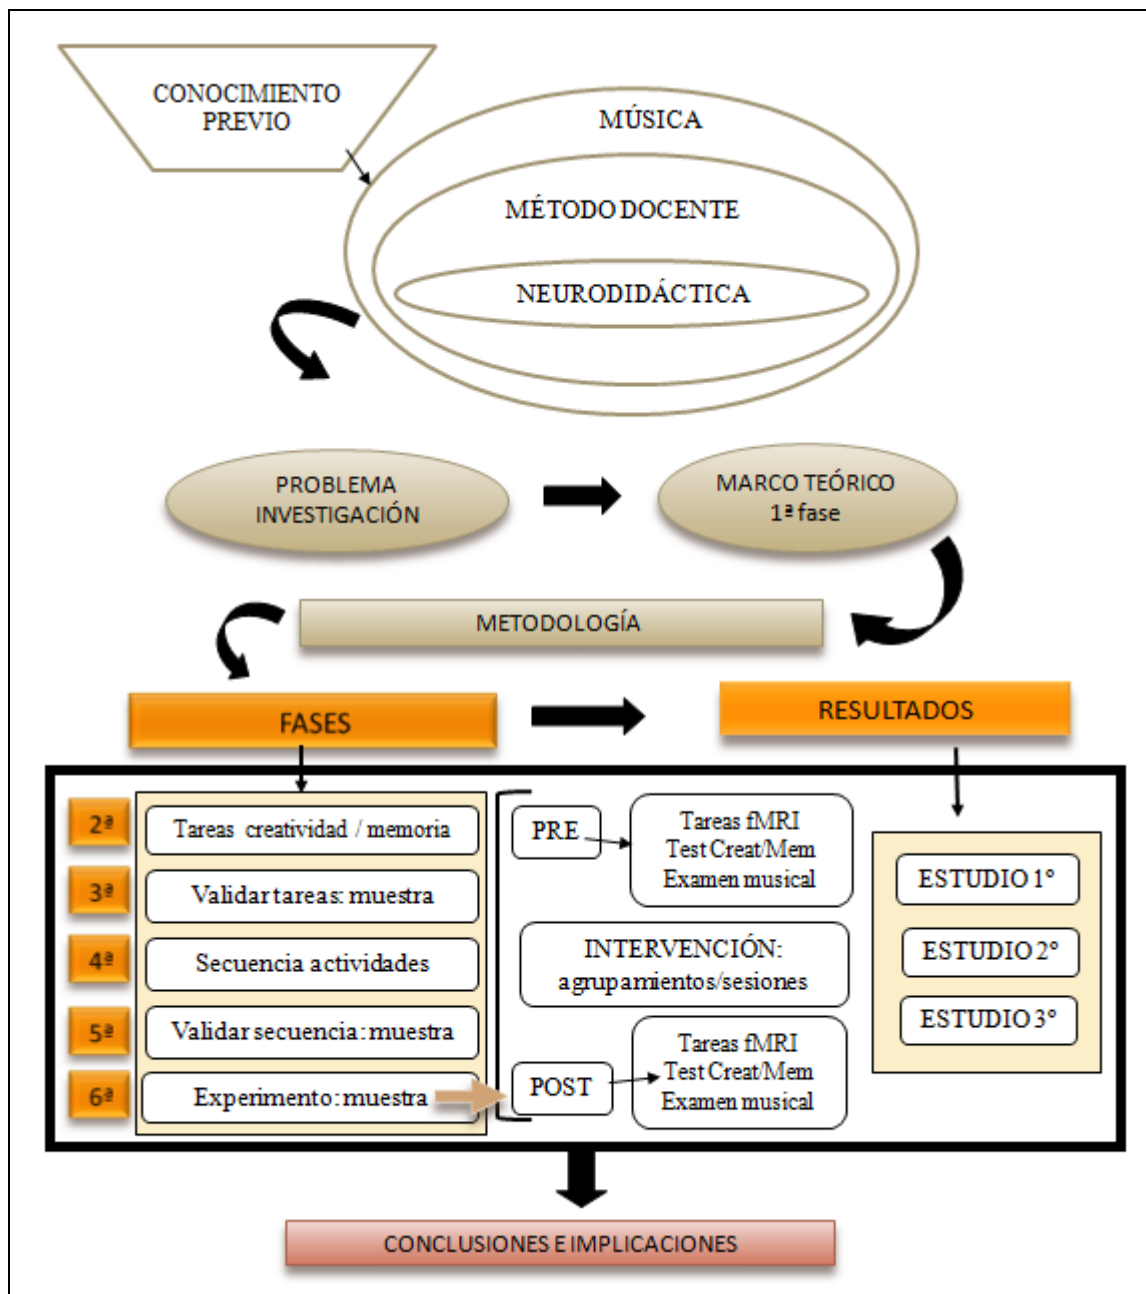 CONOCIMIENTO
PREVIO
MÚSICA
MÉTODO DOCENTE
NEURODIDÁCTICA
PROBLEMA
INVESTIGACIÓN
MARCO TEÓRICO
1ª fase
METODOLOGÍA
FASES
RESULTADOS
2ª
Tareas creatividad / memoria
3ª
Validar tareas: muestra
4ª
Secuencia actividades
5ª
Validar secuencia: muestra
6ª
Experimento: muestra
PRE
Tareas fMRI
Test Creat/Mem
Examen musical
INTERVENCIÓN:
agrupamientos/sesiones
POST
Tareas fMRI
Test Creat/Mem
Examen musical
ESTUDIO 1º
ESTUDIO 2º
ESTUDIO 3º
CONCLUSIONES E IMPLICACIONES